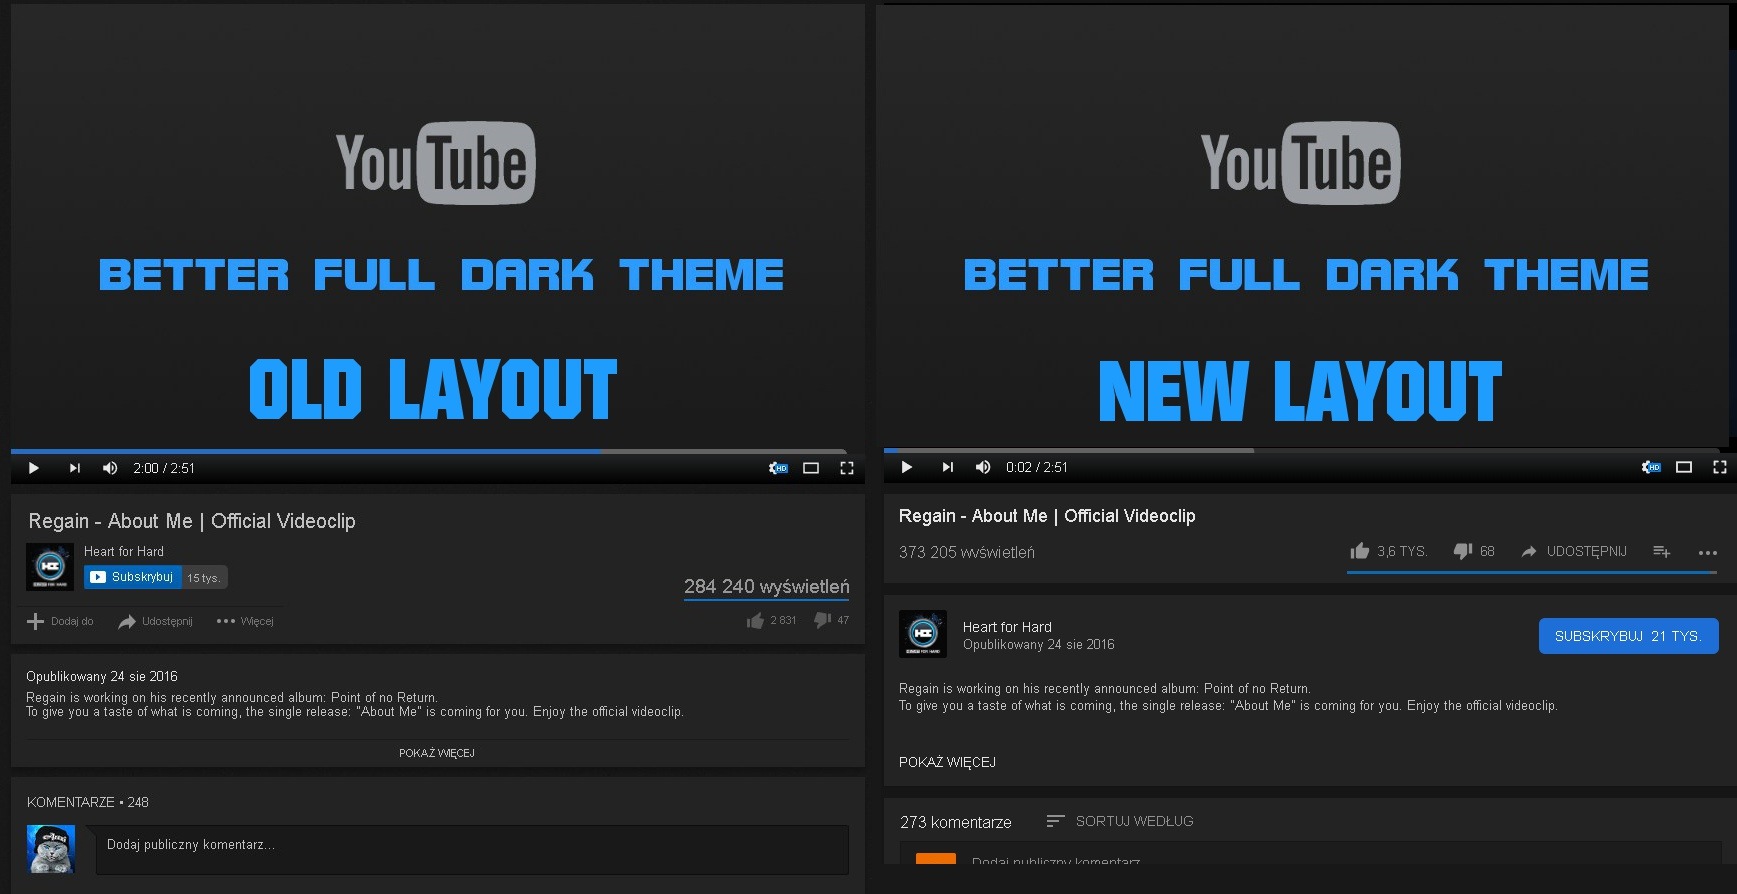 YouTube
BETTER FULL DARK THEME
OLD LAYOUT
HD
2:00 / 2:51
Regain - About Me | Official Videoclip
Heart for Hard
Subskrybuj 15 tys.
284 240 wyświetleń
Dodaj do Udostępnij Więcej
2 831 47
Opublikowany 24 sie 2016
Regain is working on his recently announced album: Point of no Return.
To give you a taste of what is coming, the single release: "About Me" is coming for you. Enjoy the official videoclip.
POKAŻ WIĘCEJ
KOMENTARZE • 248
Dodaj publiczny komentarz...
YouTube
BETTER FULL DARK THEME
NEW LAYOUT
HD
0:02 / 2:51
Regain - About Me | Official Videoclip
373 205 wyświetleń
3,6 TYS. 68 UDOSTĘPNIJ
Heart for Hard
Opublikowany 24 sie 2016
SUBSKRYBUJ 21 TYS.
Regain is working on his recently announced album: Point of no Return.
To give you a taste of what is coming, the single release: "About Me" is coming for you. Enjoy the official videoclip.
POKAŻ WIĘCEJ
273 komentarze
SORTUJ WEDŁUG
Dodaj publiczny komentarz